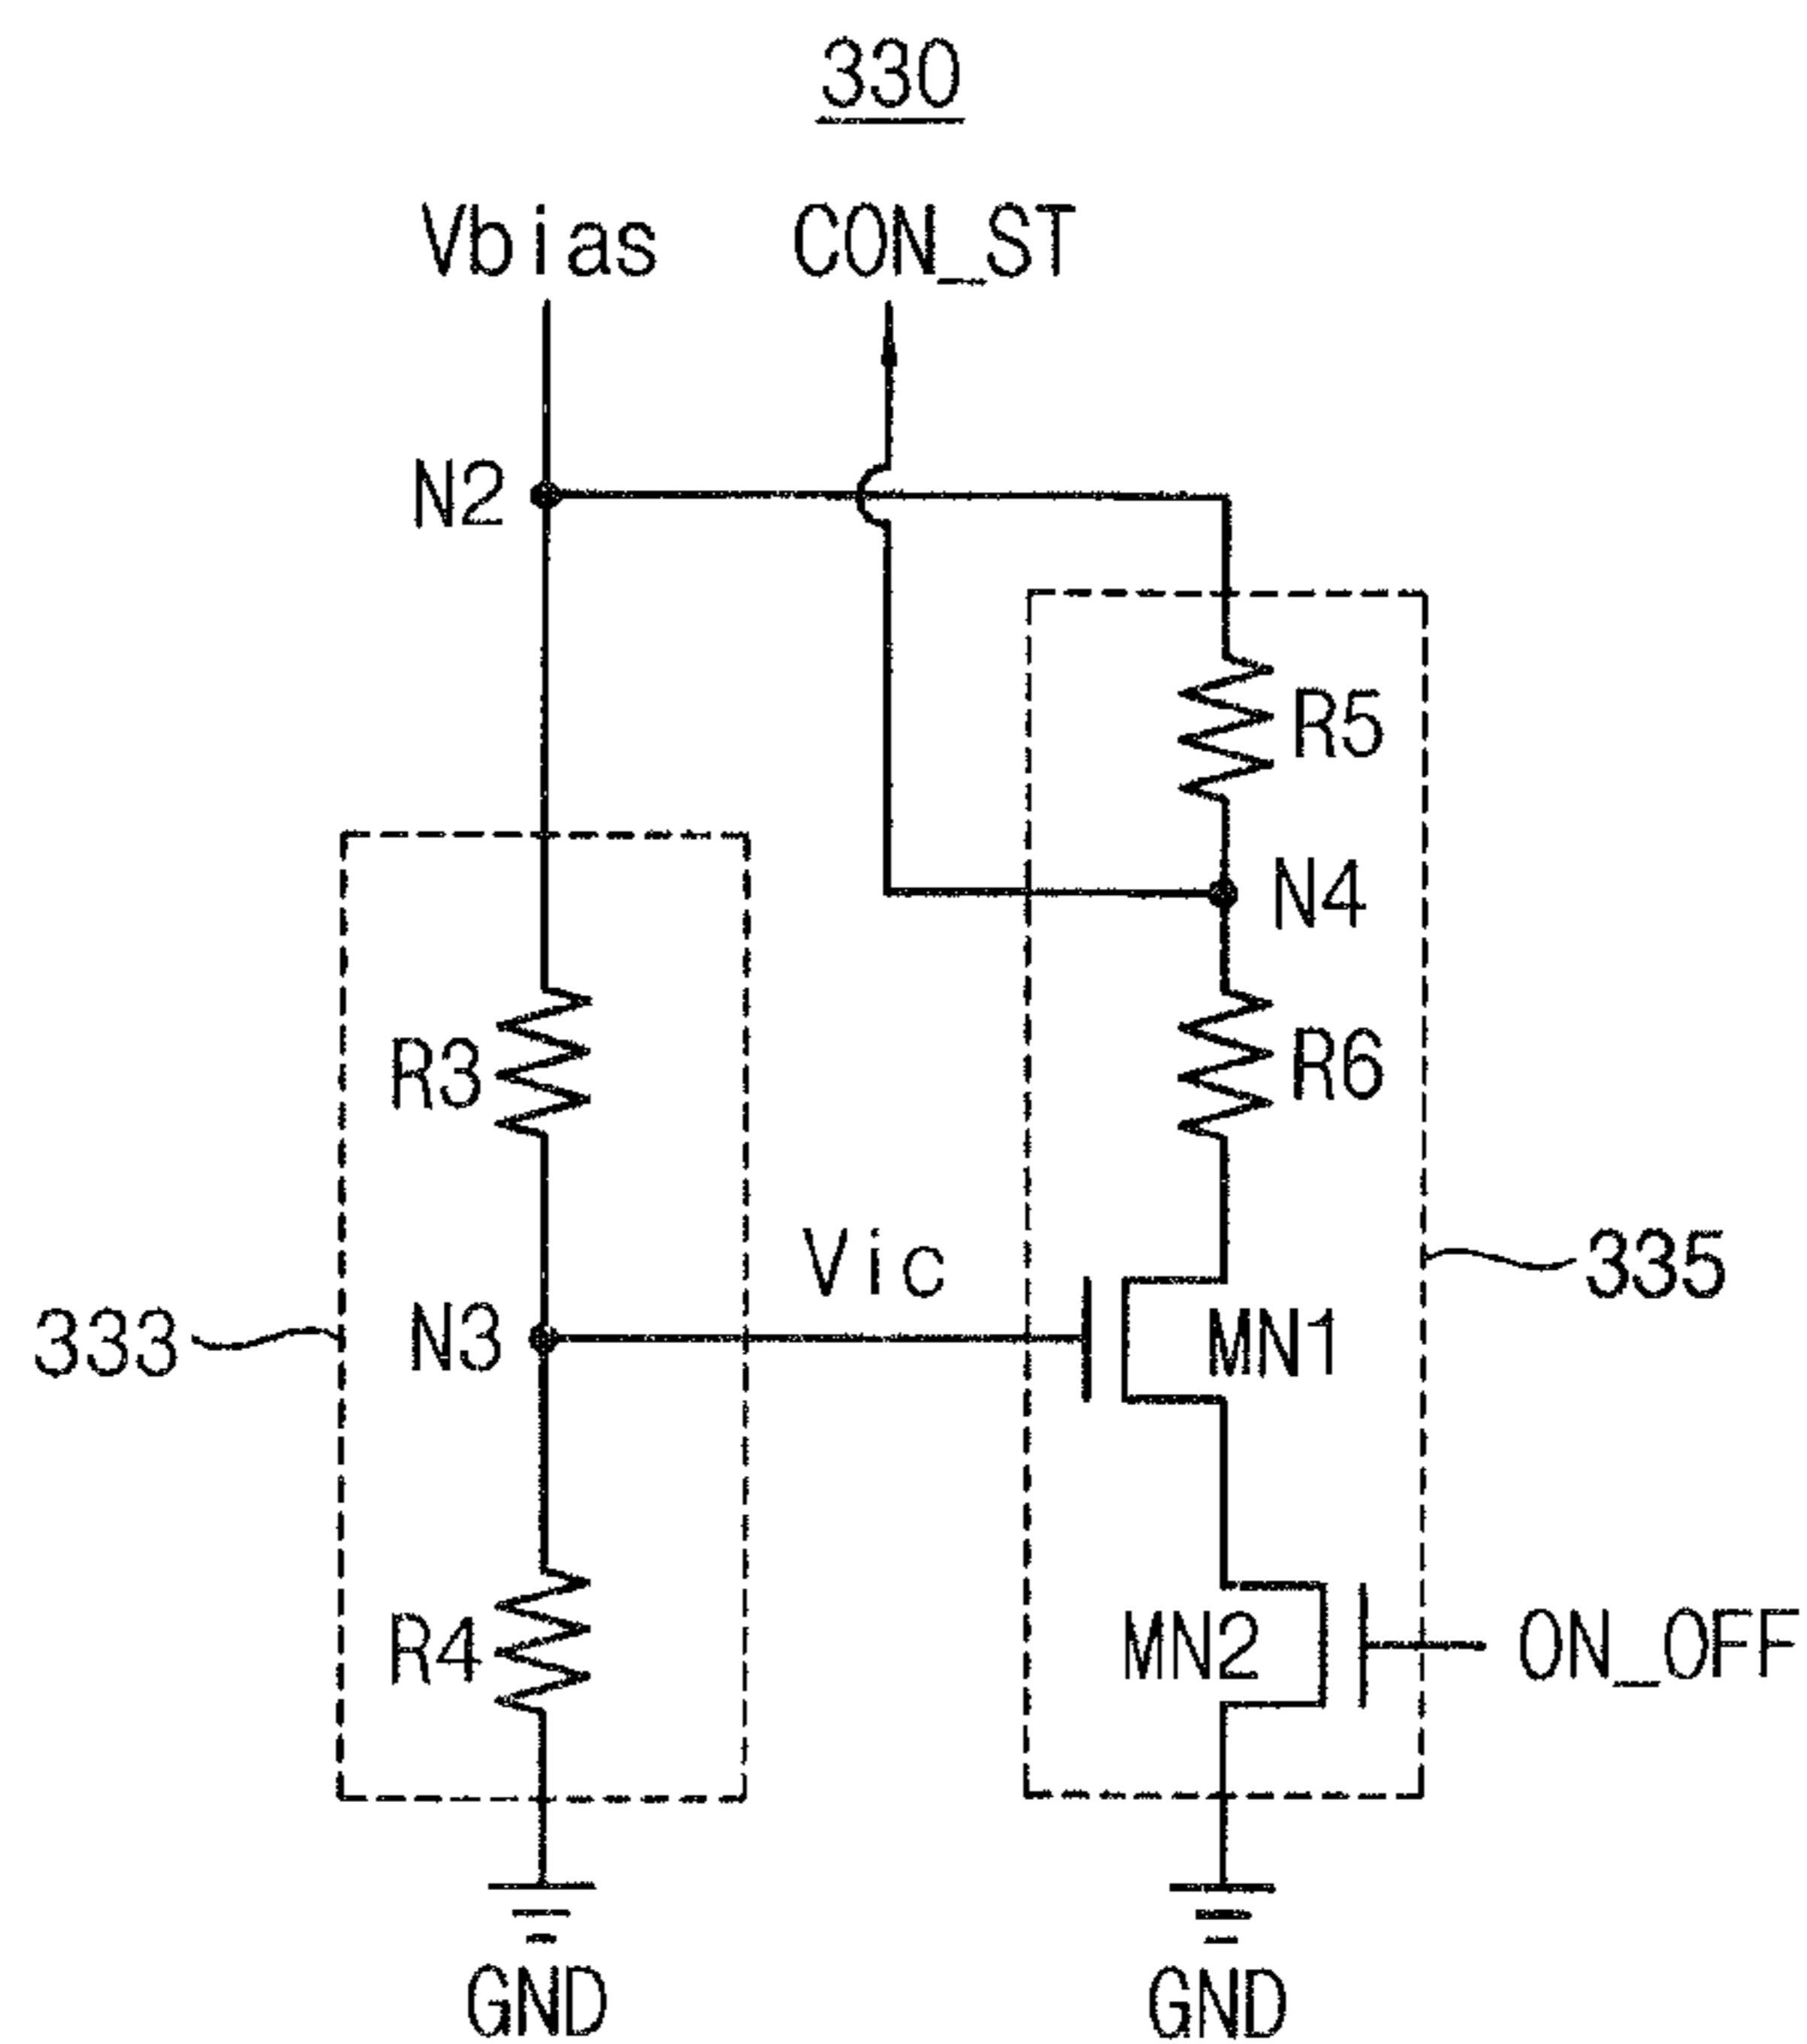 330
Vbias CON_ST
N2
R5
N4
R3 R6
Vic
335
333 N3 MN1
R4 MN2 ON_OFF
GND GND